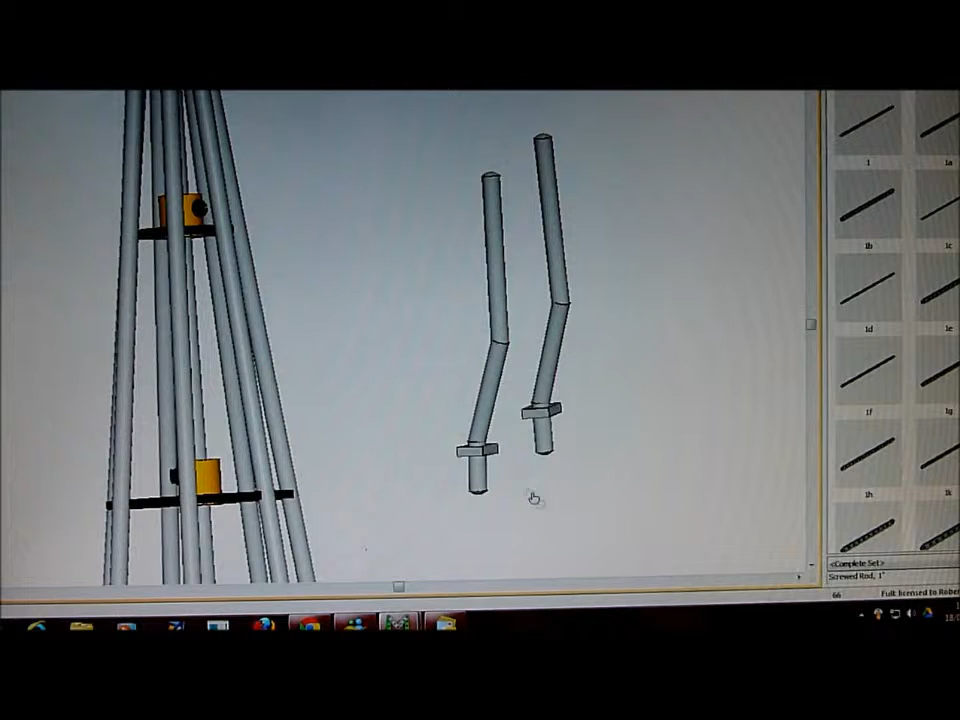 1
1a
1b
1c
1d
1e
1f
1g
1h
1k
<Complete Set>
Screwed Rod, 1"
66
Full: licensed to